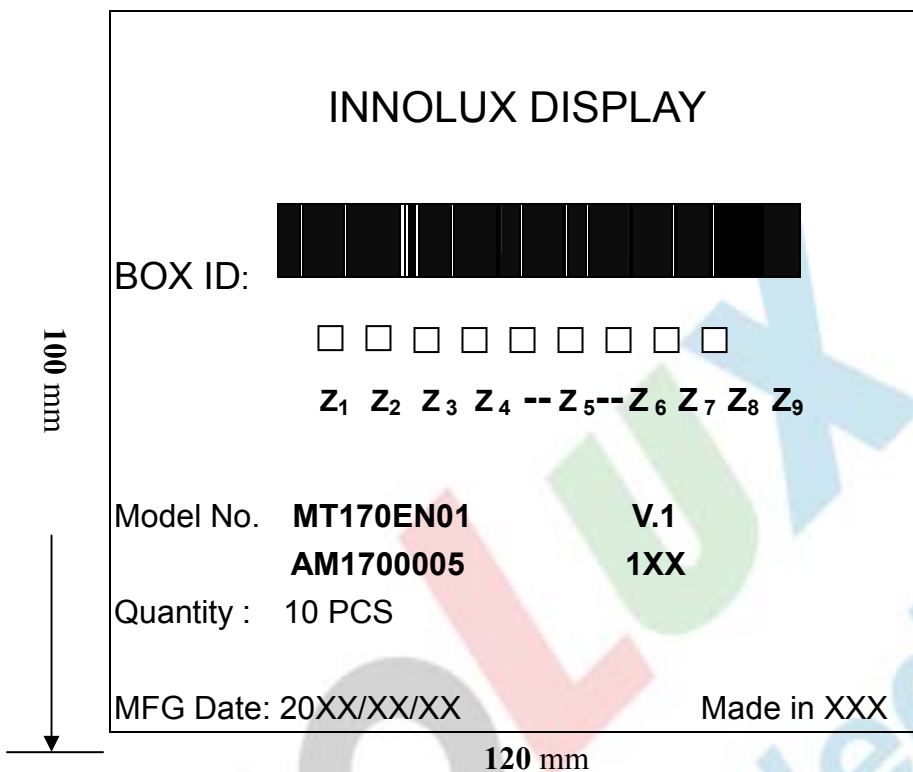 INNOLUX DISPLAY
BOX ID:
□ □ □ □ □ □ □ □ □
Z1 Z2 Z3 Z4 -- Z5-- Z6 Z7 Z8 Z9
100 mm
Model No. MT170EN01 V.1
AM1700005 1XX
Quantity : 10 PCS
MFG Date: 20XX/XX/XX Made in XXX
120 mm